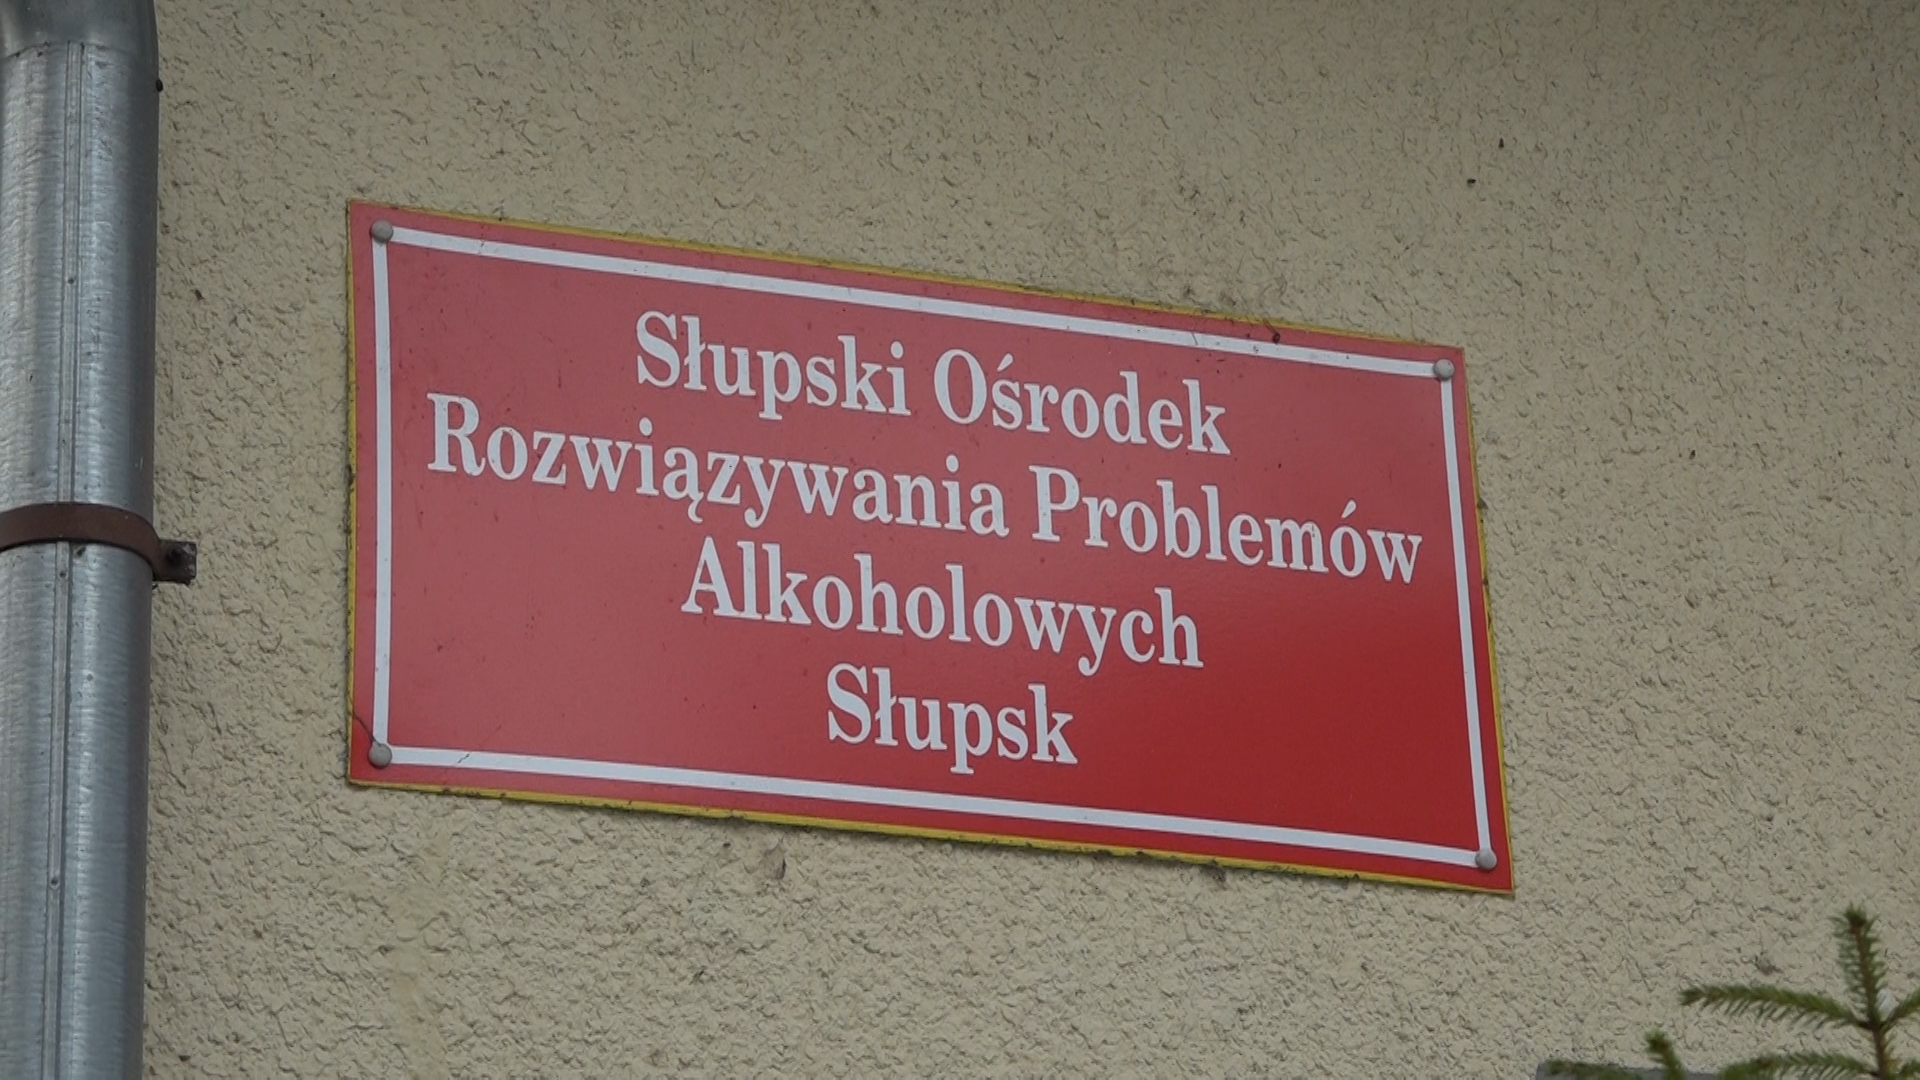 Słupski Ośrodek
Rozwiązywania Problemów
Alkoholowych
Słupsk